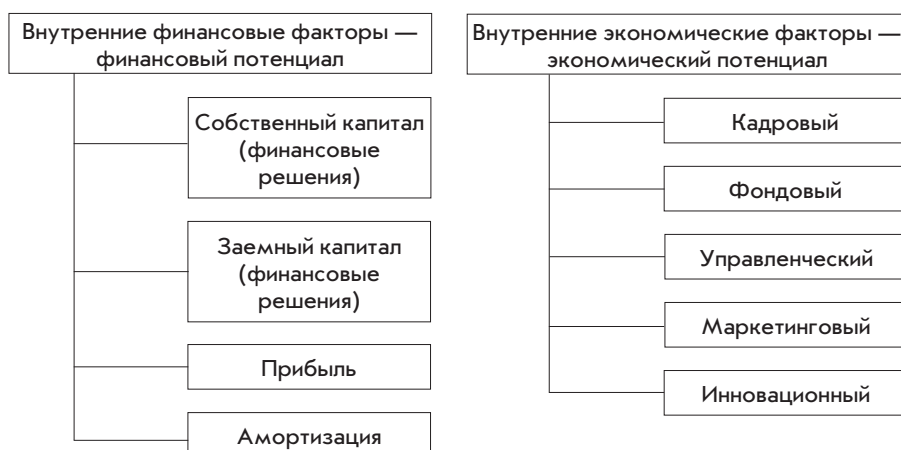 Внутренние финансовые факторы —
финансовый потенциал
Собственный капитал
(финансовые
решения)
Заемный капитал
(финансовые
решения)
Прибыль
Амортизация
Внутренние экономические факторы —
экономический потенциал
Кадровый
Фондовый
Управленческий
Маркетинговый
Инновационный